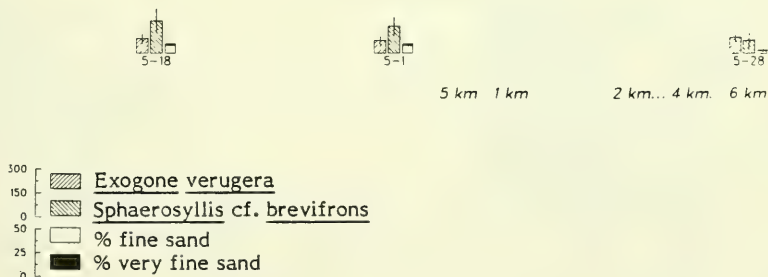 5-18 5-1 5-28
5 km 1 km 2 km... 4 km. 6 km
300
150
0
Exogone verugera
Sphaerosyllis cf. brevifrons
50
25
0
% fine sand
% very fine sand